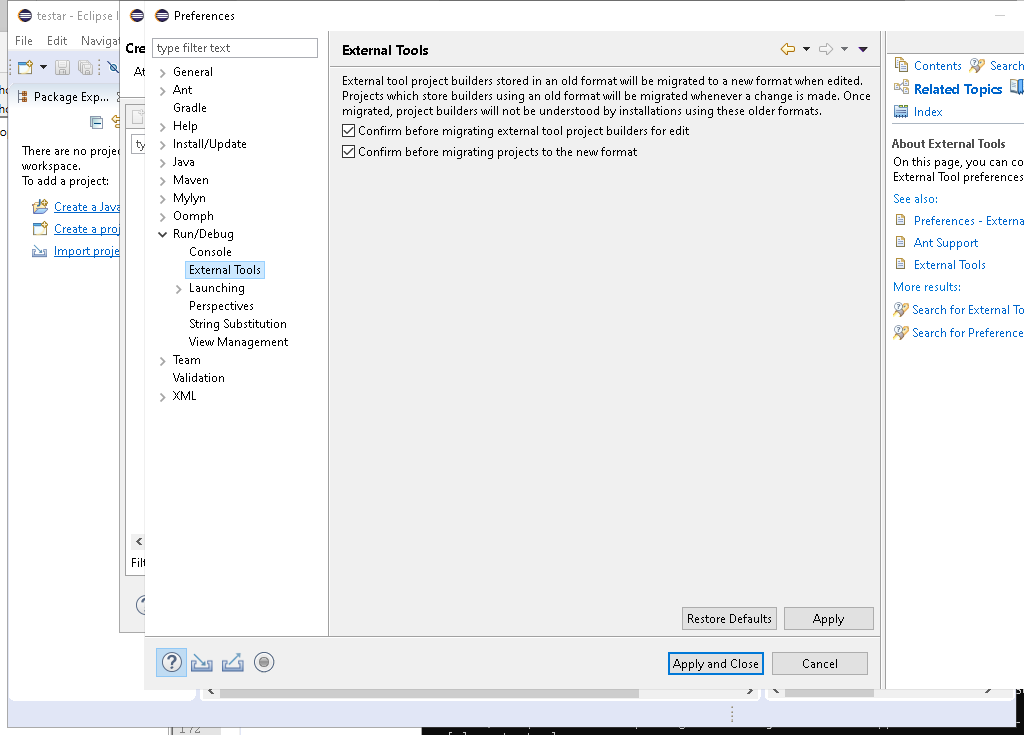 testar - Eclipse I
Preferences
File Edit Navigat
Cre
type filter text
External Tools
At
Package Exp...
There are no projec
workspace.
To add a project:
Create a Java
Create a proj
Import proje
ty
Filt
General
Ant
Gradle
Help
Install/Update
Java
Maven
Mylyn
Oomph
Run/Debug
Console
External Tools
Launching
Perspectives
String Substitution
View Management
Team
Validation
XML
External tool project builders stored in an old format will be migrated to a new format when edited.
Projects which store builders using an old format will be migrated whenever a change is made. Once
migrated, project builders will not be understood by installations using these older formats.
Confirm before migrating external tool project builders for edit
Confirm before migrating projects to the new format
Restore Defaults Apply
Apply and Close Cancel
Contents Search
Related Topics
Index
About External Tools
On this page, you can co
External Tool preferences
See also:
Preferences - Externa
Ant Support
External Tools
More results:
Search for External To
Search for Preference
172